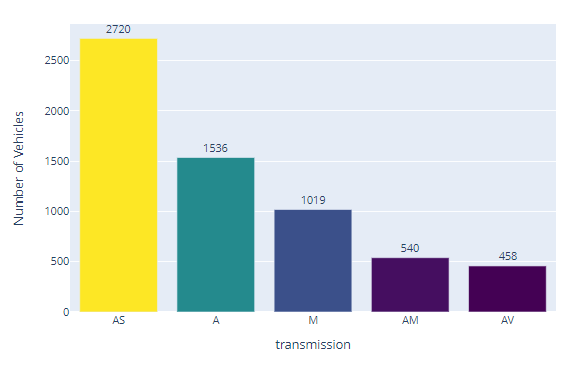 2720
2500
2000
1536
1500
1019
1000
540
500
458
0
AS
A
M
AM
AV
Number of Vehicles
transmission